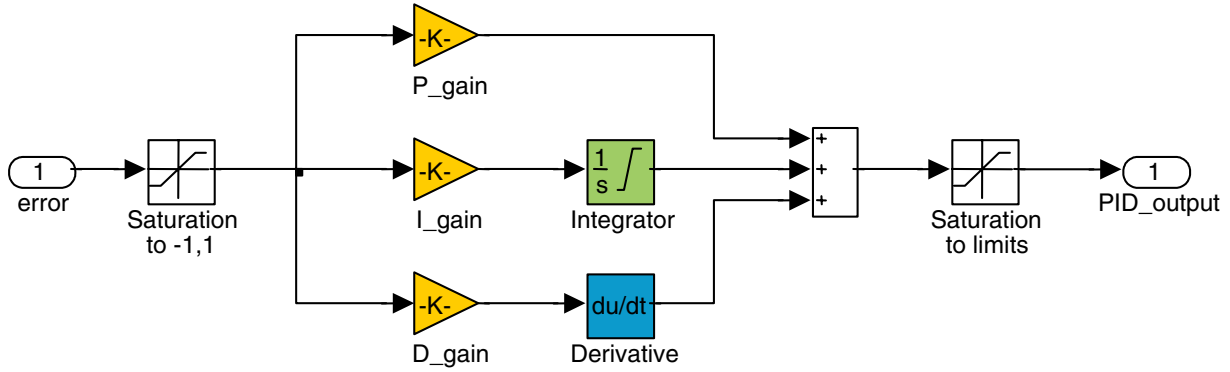 -K-
P_gain
1
error
Saturation
to -1,1
-K-
I_gain
1
s
Integrator
+
+
+
Saturation
to limits
1
PID_output
-K-
D_gain
du/dt
Derivative